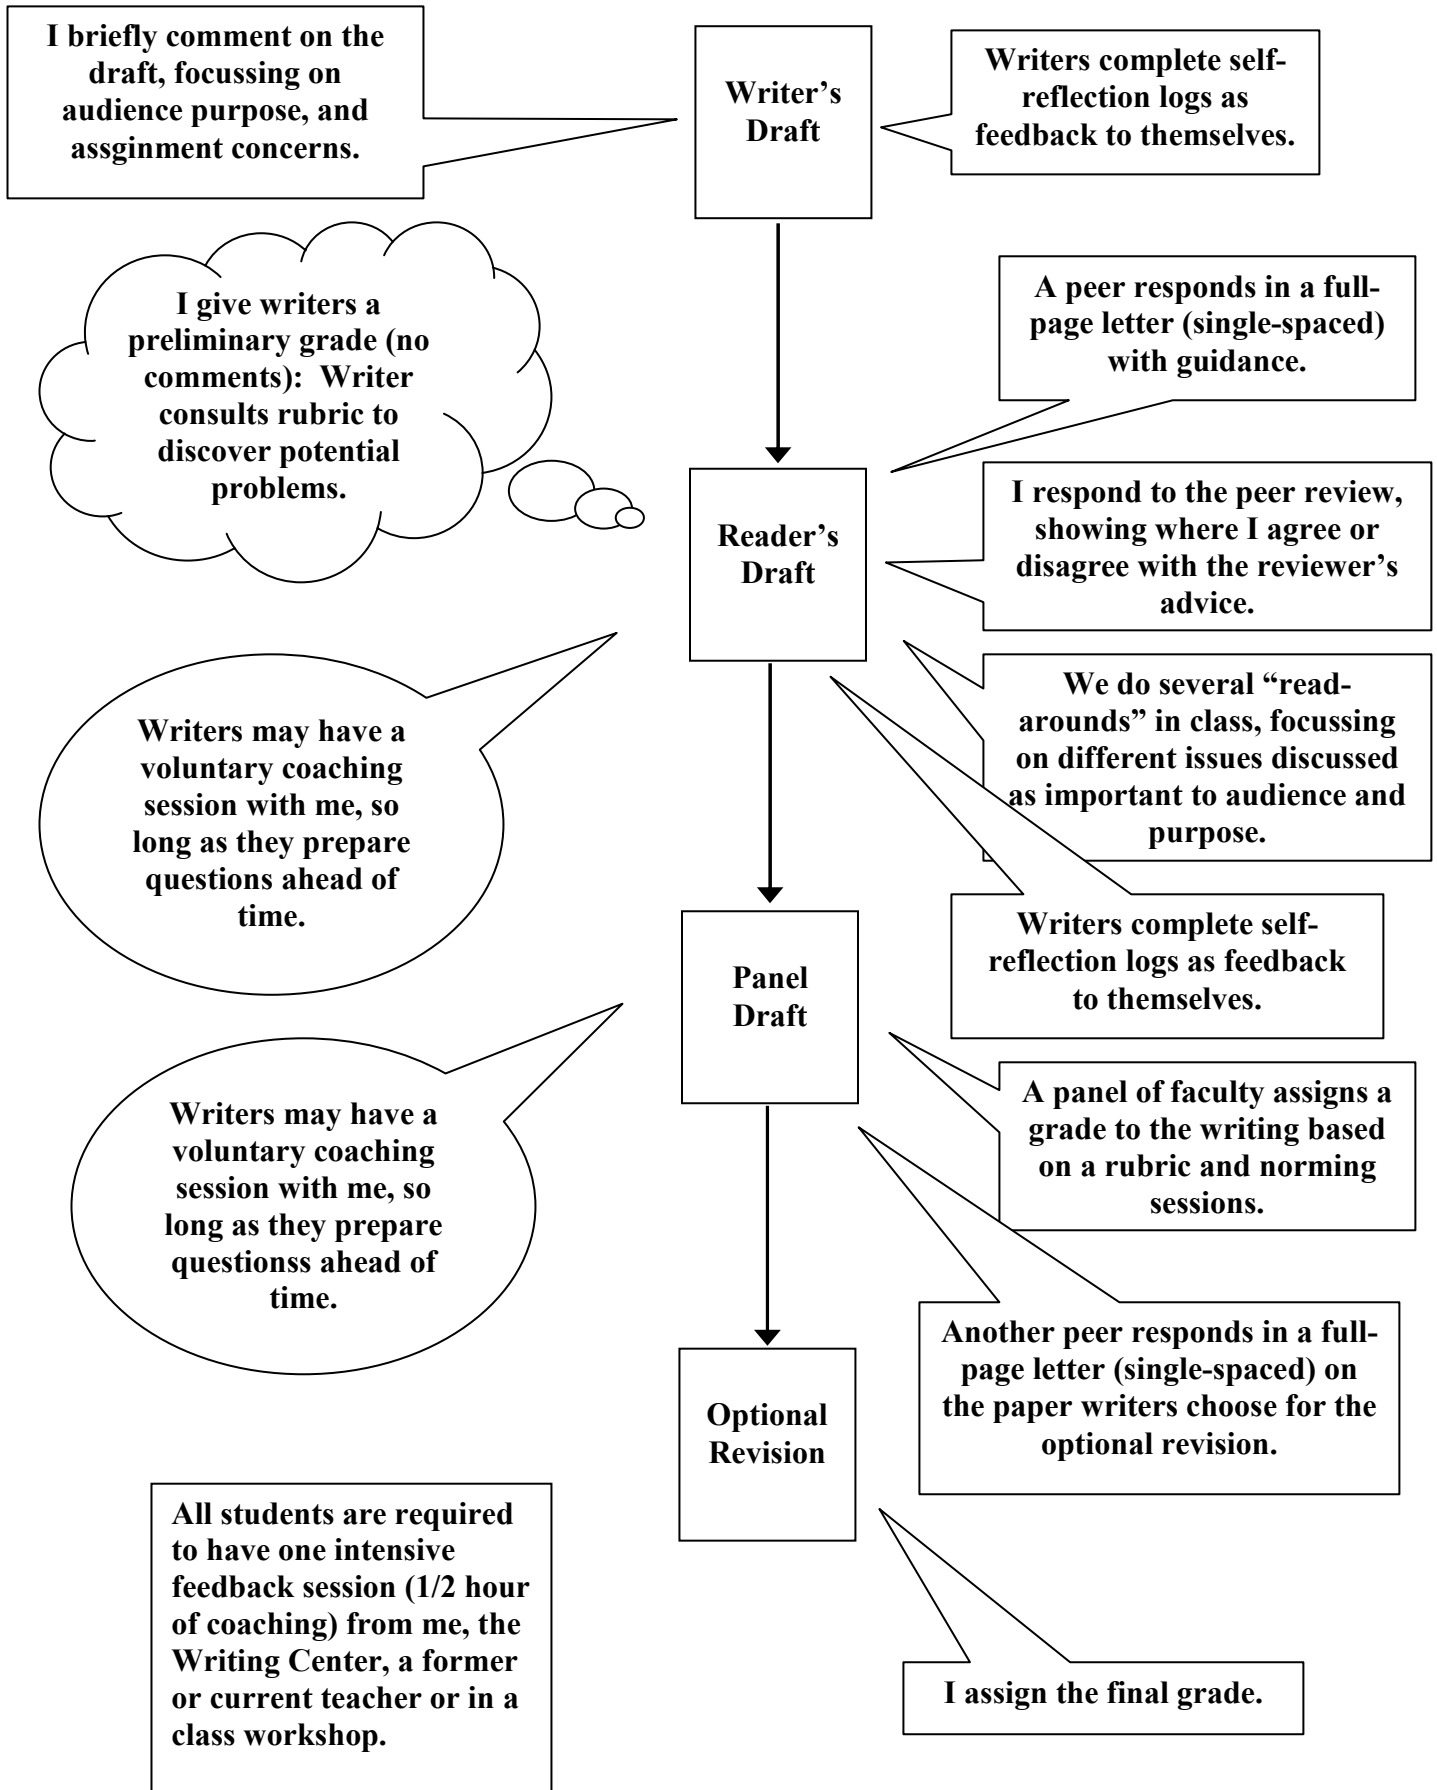 I briefly comment on the
draft, focussing on
audience purpose, and
assginment concerns.
Writer’s
Draft
Writers complete self-
reflection logs as
feedback to themselves.
I give writers a
preliminary grade (no
comments):  Writer
consults rubric to
discover potential
problems.
A peer responds in a full-
page letter (single-spaced)
with guidance.
Reader’s
Draft
I respond to the peer review,
showing where I agree or
disagree with the reviewer’s
advice.
We do several “read-
arounds” in class, focussing
on different issues discussed
as important to audience and
purpose.
Writers may have a
voluntary coaching
session with me, so
long as they prepare
questions ahead of
time.
Writers complete self-
reflection logs as feedback
to themselves.
Panel
Draft
A panel of faculty assigns a
grade to the writing based
on a rubric and norming
sessions.
Writers may have a
voluntary coaching
session with me, so
long as they prepare
questionss ahead of
time.
Another peer responds in a full-
page letter (single-spaced) on
the paper writers choose for the
optional revision.
Optional
Revision
All students are required
to have one intensive
feedback session (1/2 hour
of coaching) from me, the
Writing Center, a former
or current teacher or in a
class workshop.
I assign the final grade.